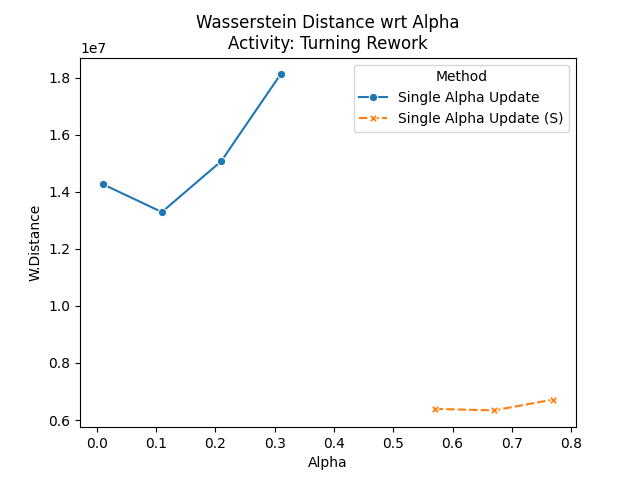 Wasserstein Distance wrt Alpha
Activity: Turning Rework
1e7
Method
Single Alpha Update
Single Alpha Update (S)
1.8
1.6
1.4
1.2
1.0
0.8
0.6
W.Distance
0.0 0.1 0.2 0.3 0.4 0.5 0.6 0.7 0.8
Alpha